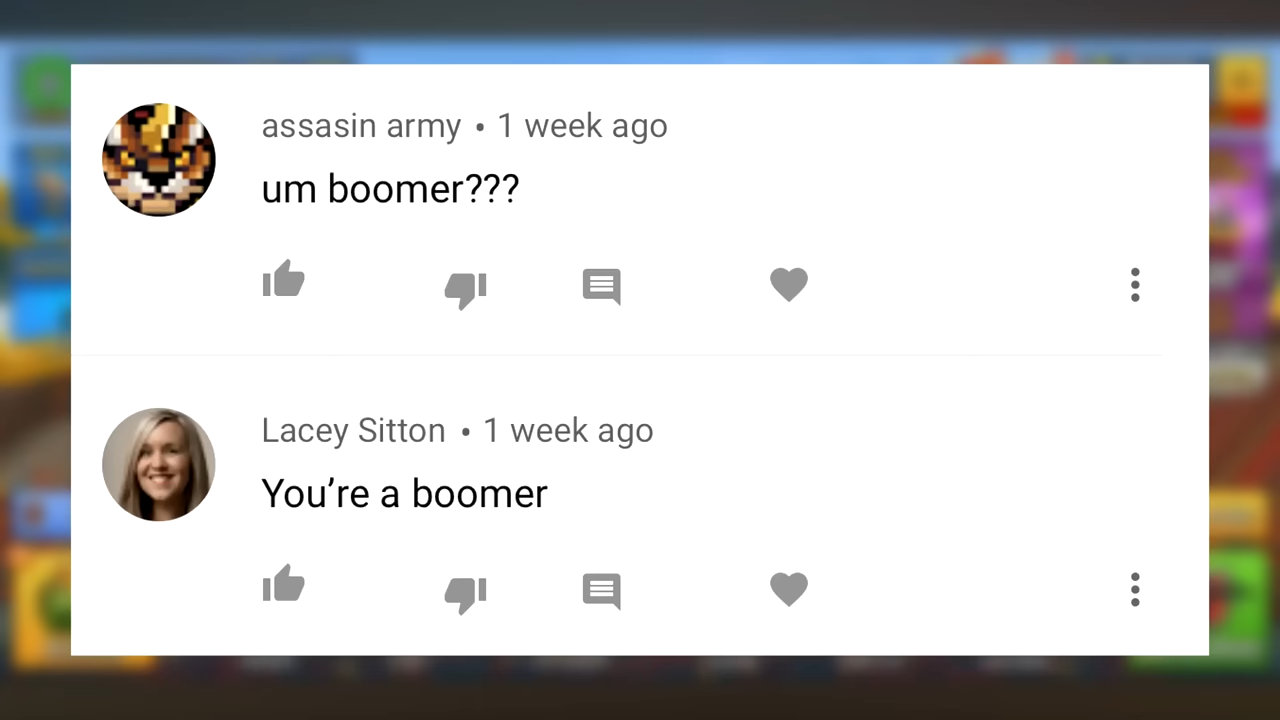 assasin army • 1 week ago
um boomer???
Lacey Sitton • 1 week ago
You’re a boomer